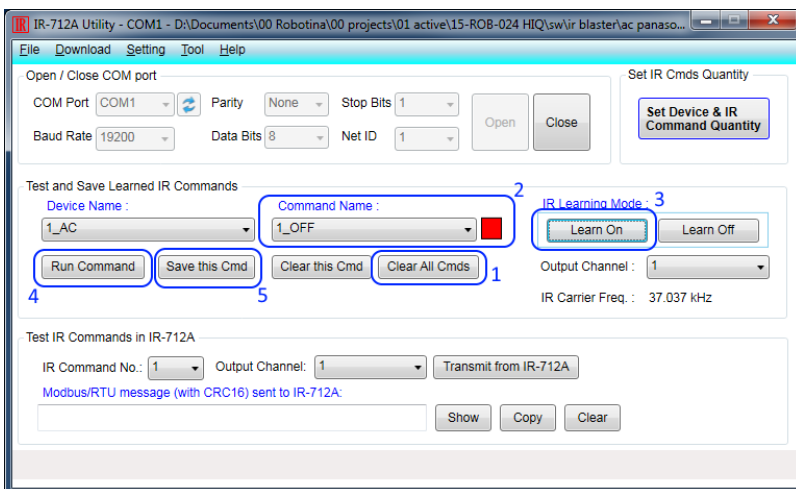 IR IR-712A Utility - COM1 - D:\Documents\00 Robotina\00 projects\01 active\15-ROB-024 HIQ\sw\ir blaster\ac panaso...
File Download Setting Tool Help
Open / Close COM port
Set IR Cmds Quantity
COM Port COM1 Parity None Stop Bits 1
Open Close
Set Device & IR
Command Quantity
Baud Rate 19200 Data Bits 8 Net ID 1
Test and Save Learned IR Commands
2
Device Name : Command Name : IR Learning Mode : 3
1_AC 1_OFF Learn On Learn Off
Run Command Save this Cmd Clear this Cmd Clear All Cmds 1 Output Channel : 1
4 5 IR Carrier Freq. : 37.037 kHz
Test IR Commands in IR-712A
IR Command No.: 1 Output Channel: 1 Transmit from IR-712A
Modbus/RTU message (with CRC16) sent to IR-712A:
Show Copy Clear